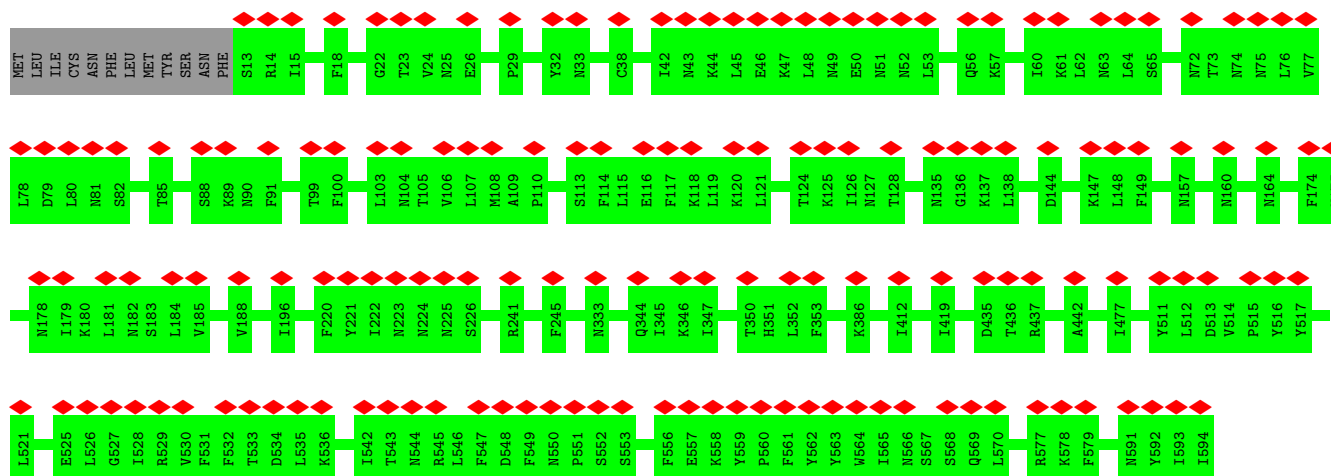 MET LEU ILE CYS ASN PHE LEU MET TYR SER ASN PHE S13 R14 I15 F18 G22 T23 V24 N25 E26 P29 Y32 N33 C38 I42 N43 K44 L45 E46 K47 L48 N49 E50 N51 N52 L53 Q56 K57 I60 K61 L62 N63 L64 S65 N72 T73 N74 N75 L76 V77
L78 D79 L80 N81 S82 T85 S88 K89 N90 F91 T99 F100 L103 N104 T105 V106 L107 M108 A109 P110 S113 F114 L115 E116 F117 K118 L119 K120 L121 T124 K125 I126 N127 T128 N135 G136 K137 L138 D144 K147 L148 F149 N157 N160 N164 F174
N178 I179 K180 L181 N182 S183 L184 V185 V188 I196 F220 Y221 I222 N223 N224 N225 S226 R241 F245 N333 Q344 I345 K346 I347 T350 H351 L352 F353 K386 I412 I419 D435 T436 R437 A442 I477 Y511 L512 D513 V514 P515 Y516 Y517
L521 E525 L526 G527 I528 R529 V530 F531 F532 T533 D534 L535 K536 I542 T543 N544 R545 L546 F547 D548 F549 N550 P551 S552 S553 F556 E557 K558 Y559 P560 F561 Y562 Y563 W564 I565 N566 S567 S568 Q569 L570 R577 K578 F579 N591 Y592 I593 I594